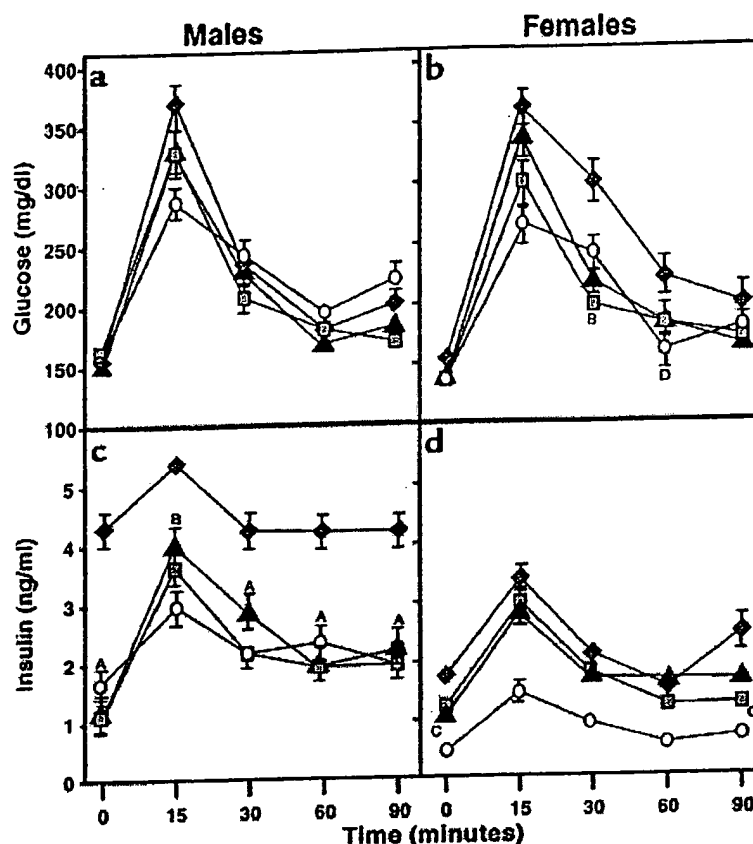 Males
Females
a
b
c
d
Glucose (mg/dl)
400
350
300
250
200
150
100
B
D
Insulin (ng/ml)
5
4
3
2
1
0
A
B
A
A
A
C
0 15 30 60 90
0 15 30 60 90
Time (minutes)